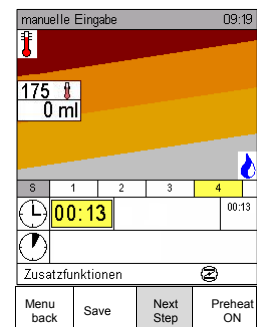 manuelle Eingabe 09:19
175
0 ml
S 1 2 3 4
00:13 00:13
Zusatzfunktionen
Menu back Save Next Step Preheat ON